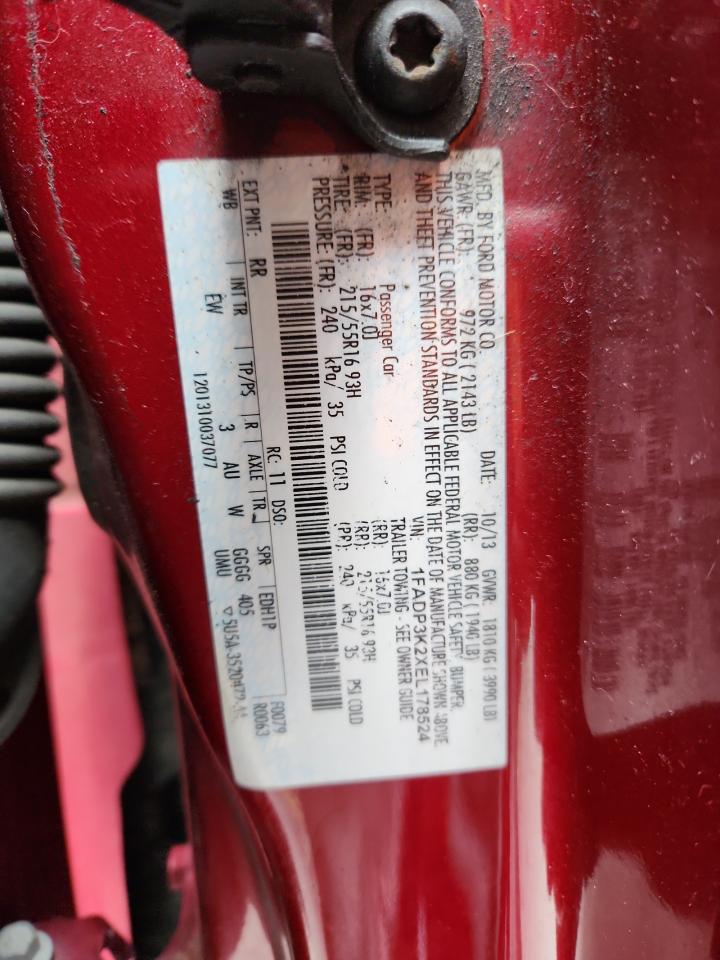 MFD. BY FORD MOTOR CO. DATE: 10/13 GVWR: 1810 KG ( 3990 LB)
GAWR: (FR): 972 KG ( 2143 LB) (RR): 880 KG ( 1940 LB)
THIS VEHICLE CONFORMS TO ALL APPLICABLE FEDERAL MOTOR VEHICLE SAFETY, BUMPER,
AND THEFT PREVENTION STANDARDS IN EFFECT ON THE DATE OF MANUFACTURE SHOWN ABOVE.
VIN: 1FADP3K2XEL178524
TYPE: Passenger Car TRAILER TOWING - SEE OWNER GUIDE
RIM: (FR): 16x7.0J (RR): 16x7.0J
TIRE: (FR): 215/55R16 93H (RR): 215/55R16 93H
PRESSURE (FR): 240 kPa/ 35 PSI COLD (RR): 240 kPa/ 35 PSI COLD
RC: 11 DSO: F0079
EXT PNT: RR EDH1P R0063
WB INT TR TP/PS R AXLE TR SPR
EW 3 AU W GGGG 405
1201310037077 UMU